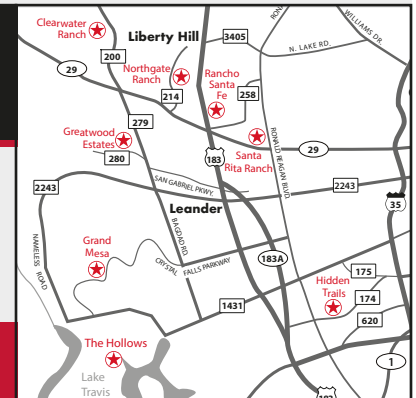 Clearwater
Ranch
Liberty Hill
3405
RON
WILLIAMS DR.
N. LAKE RD.
200
29
Northgate
Ranch
Rancho
Santa
Fe
214
258
279
Greatwood
Estates
280
183
Santa
Rita Ranch
RONALD REAGAN BLVD.
29
2243
SAN GABRIEL PKWY.
2243
35
Leander
NAMELESS
ROAD
BAGDAD RD.
Grand
Mesa
CRYSTAL FALLS PARKWAY
183A
175
Hidden
Trails
174
1431
620
The Hollows
1
Lake
Travis
183